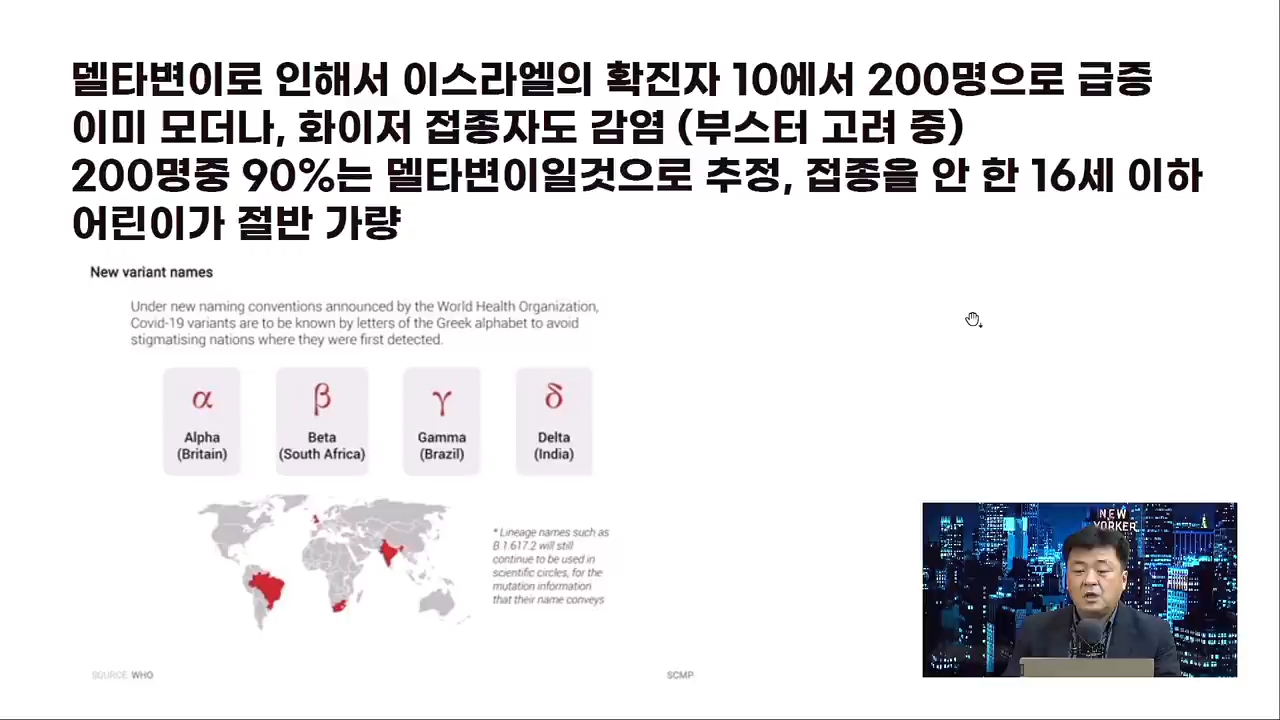 델타변이로 인해서 이스라엘의 확진자 10에서 200명으로 급증
이미 모더나, 화이저 접종자도 감염 (부스터 고려 중)
200명중 90%는 델타변이일것으로 추정, 접종을 안 한 16세 이하
어린이가 절반 가량
New variant names
Under new naming conventions announced by the World Health Organization,
Covid-19 variants are to be known by letters of the Greek alphabet to avoid
stigmatising nations where they were first detected.
α β γ δ
Alpha Beta Gamma Delta
(Britain) (South Africa) (Brazil) (India)
* Lineage names such as
B.1.617.2 will still
continue to be used in
scientific circles, for the
mutation information
that their name conveys
NEW
YORKER
SOURCE: WHO SCMP